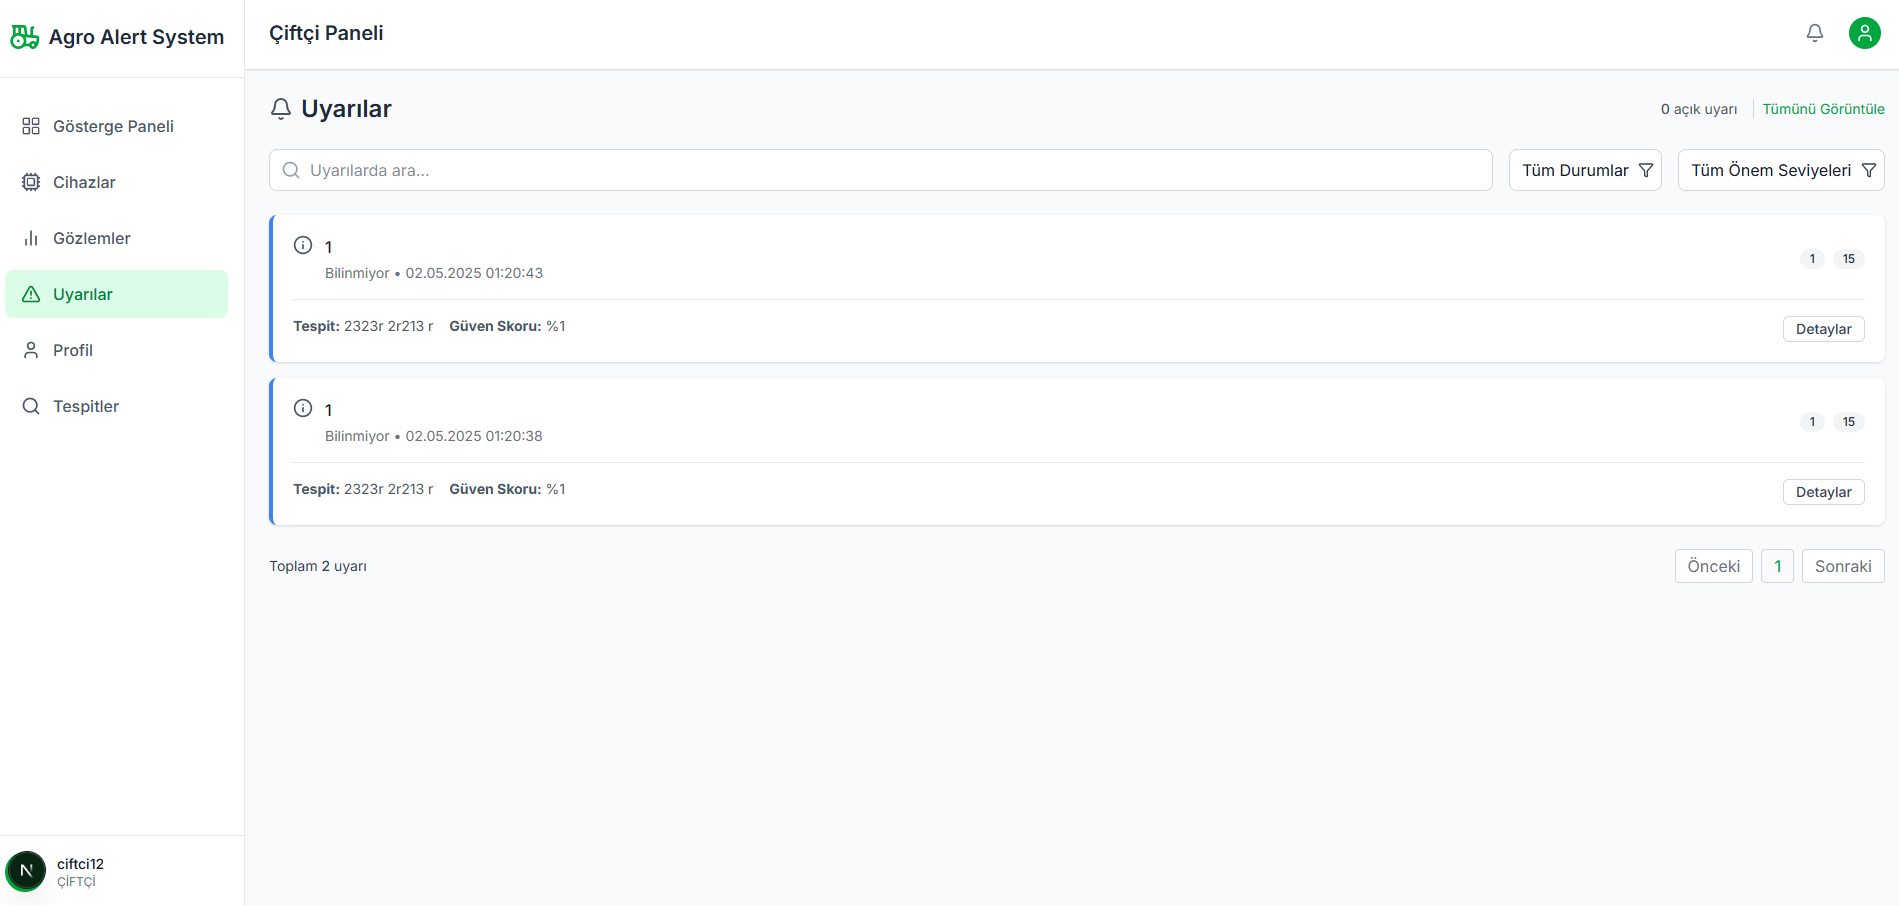 Agro Alert System
Çiftçi Paneli
Gösterge Paneli
Cihazlar
Gözlemler
Uyarılar
Profil
Tespitler
Uyarılar
0 açık uyarı
Tümünü Görüntüle
Uyarılarda ara...
Tüm Durumlar
Tüm Önem Seviyeleri
1
Bilinmiyor • 02.05.2025 01:20:43
1 15
Tespit: 2323r 2r213 r Güven Skoru: %1
Detaylar
1
Bilinmiyor • 02.05.2025 01:20:38
1 15
Tespit: 2323r 2r213 r Güven Skoru: %1
Detaylar
Toplam 2 uyarı
Önceki 1 Sonraki
N
ciftci12
ÇİFTÇİ